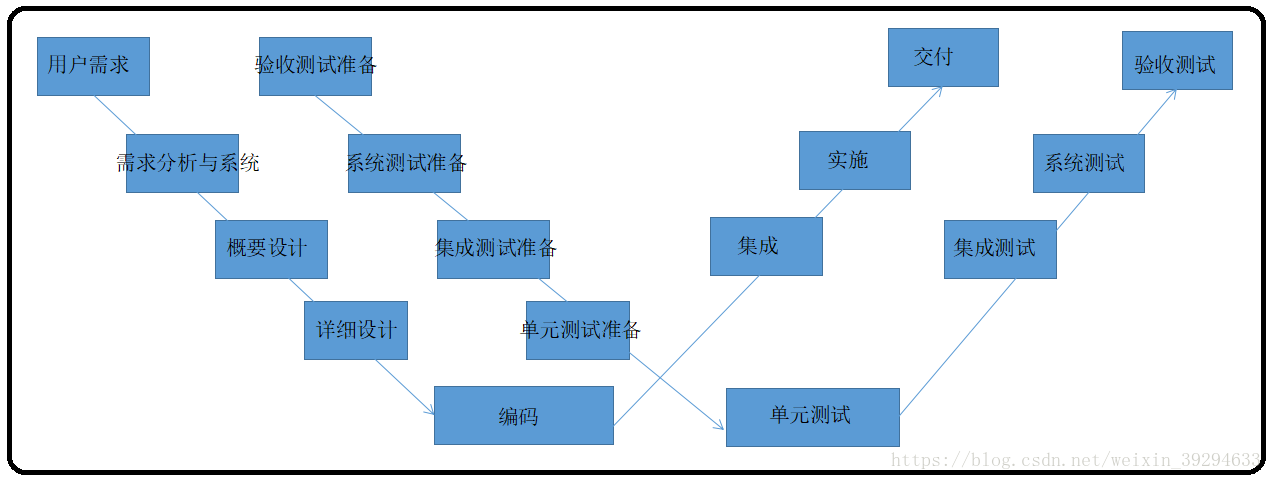 用户需求
验收测试准备
交付
验收测试
需求分析与系统
系统测试准备
实施
系统测试
概要设计
集成测试准备
集成
集成测试
详细设计
单元测试准备
编码
单元测试
https://blog.csdn.net/weixin_39294633